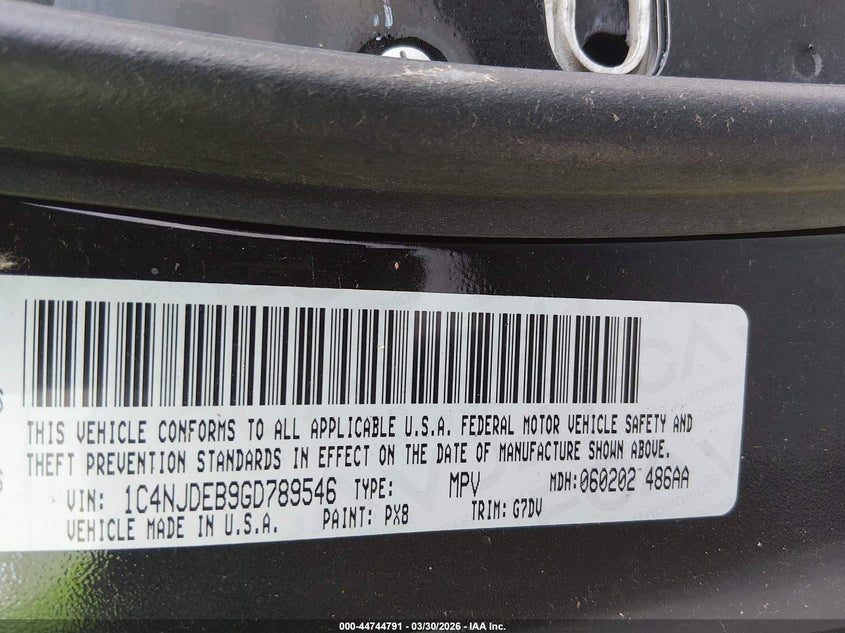 THIS VEHICLE CONFORMS TO ALL APPLICABLE U.S.A. FEDERAL MOTOR VEHICLE SAFETY AND
THEFT PREVENTION STANDARDS IN EFFECT ON THE DATE OF MANUFACTURE SHOWN ABOVE.
VIN: 1C4NJDEB9GD789546 TYPE: MPV MDH: 060202 486AA
VEHICLE MADE IN U.S.A. PAINT: PX8 TRIM: G7DV
000-44744791 — 03/30/2026 — IAA Inc.